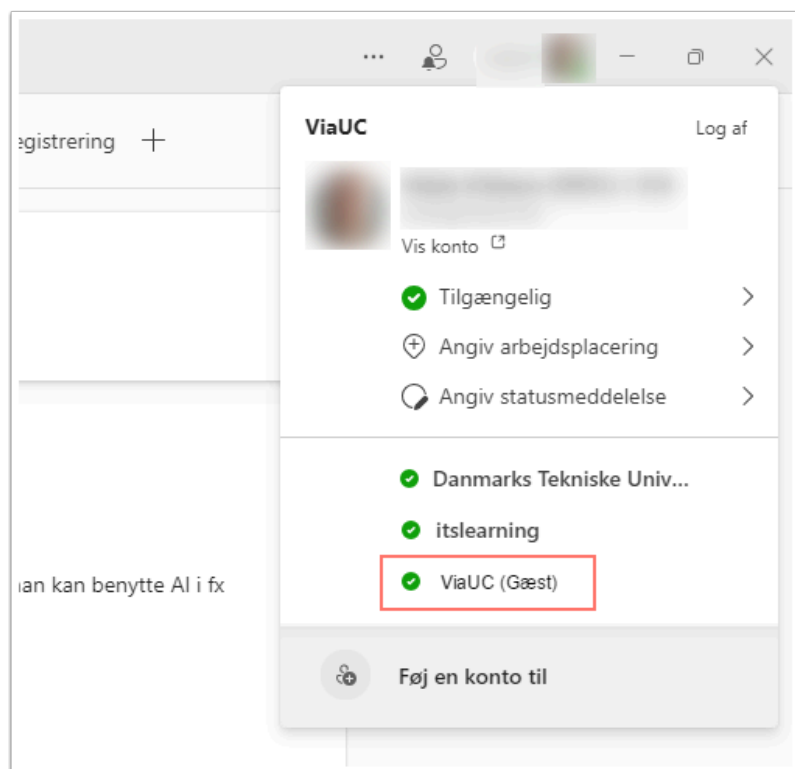 ViaUC Log af
egistrering
Vis konto
Tilgængelig
Angiv arbejdsplacering
Angiv statusmeddelelse
Danmarks Tekniske Univ...
itslearning
ViaUC (Gæst)
an kan benytte AI i fx
Føj en konto til